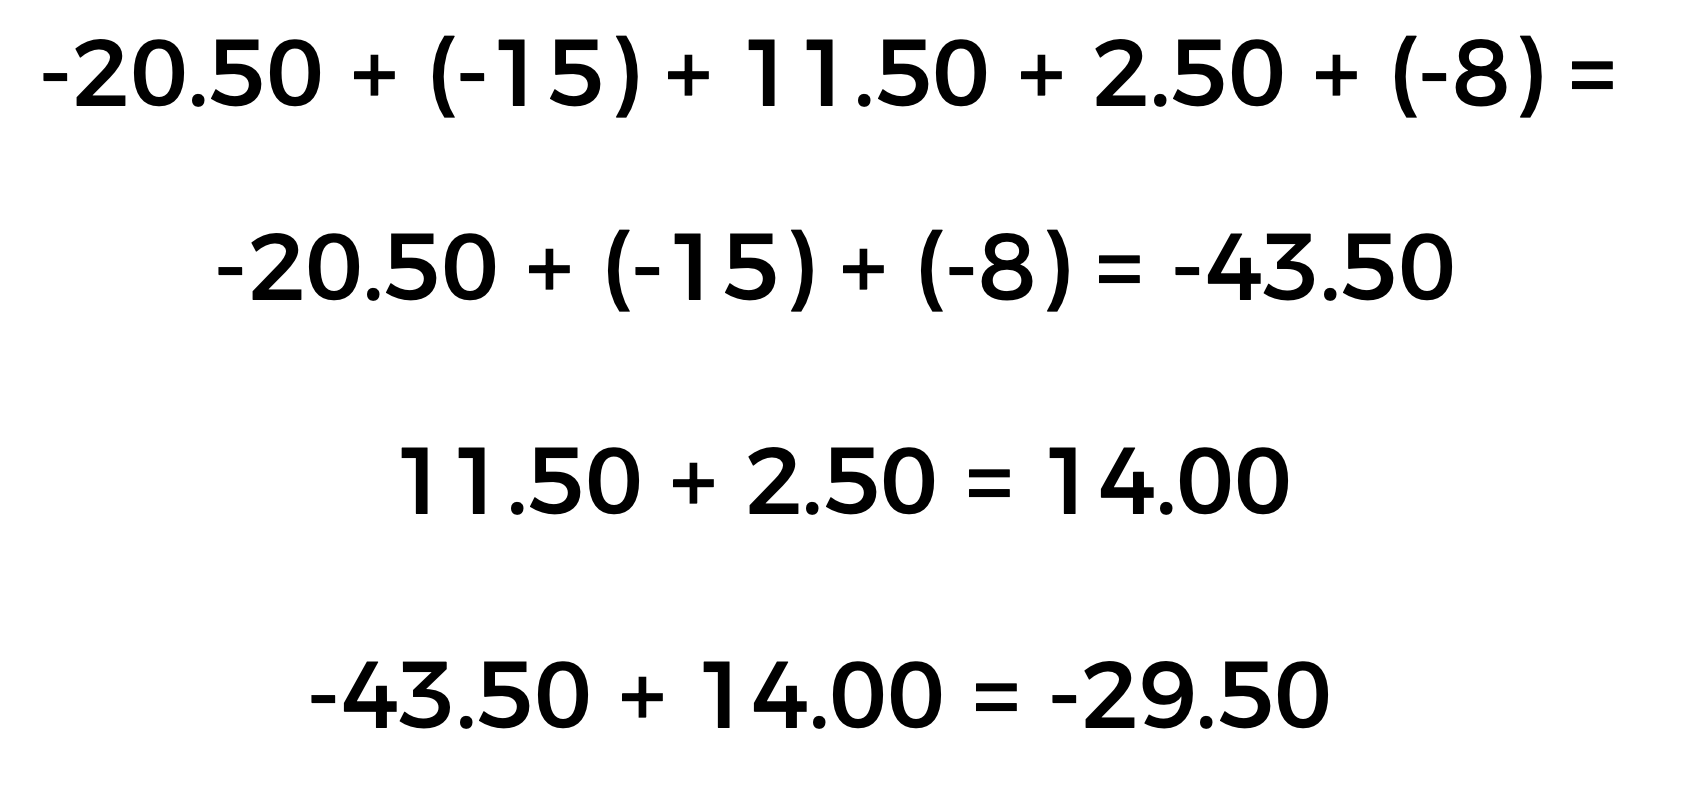 -20.50 + (-15) + 11.50 + 2.50 + (-8) =
-20.50 + (-15) + (-8) = -43.50
11.50 + 2.50 = 14.00
-43.50 + 14.00 = -29.50